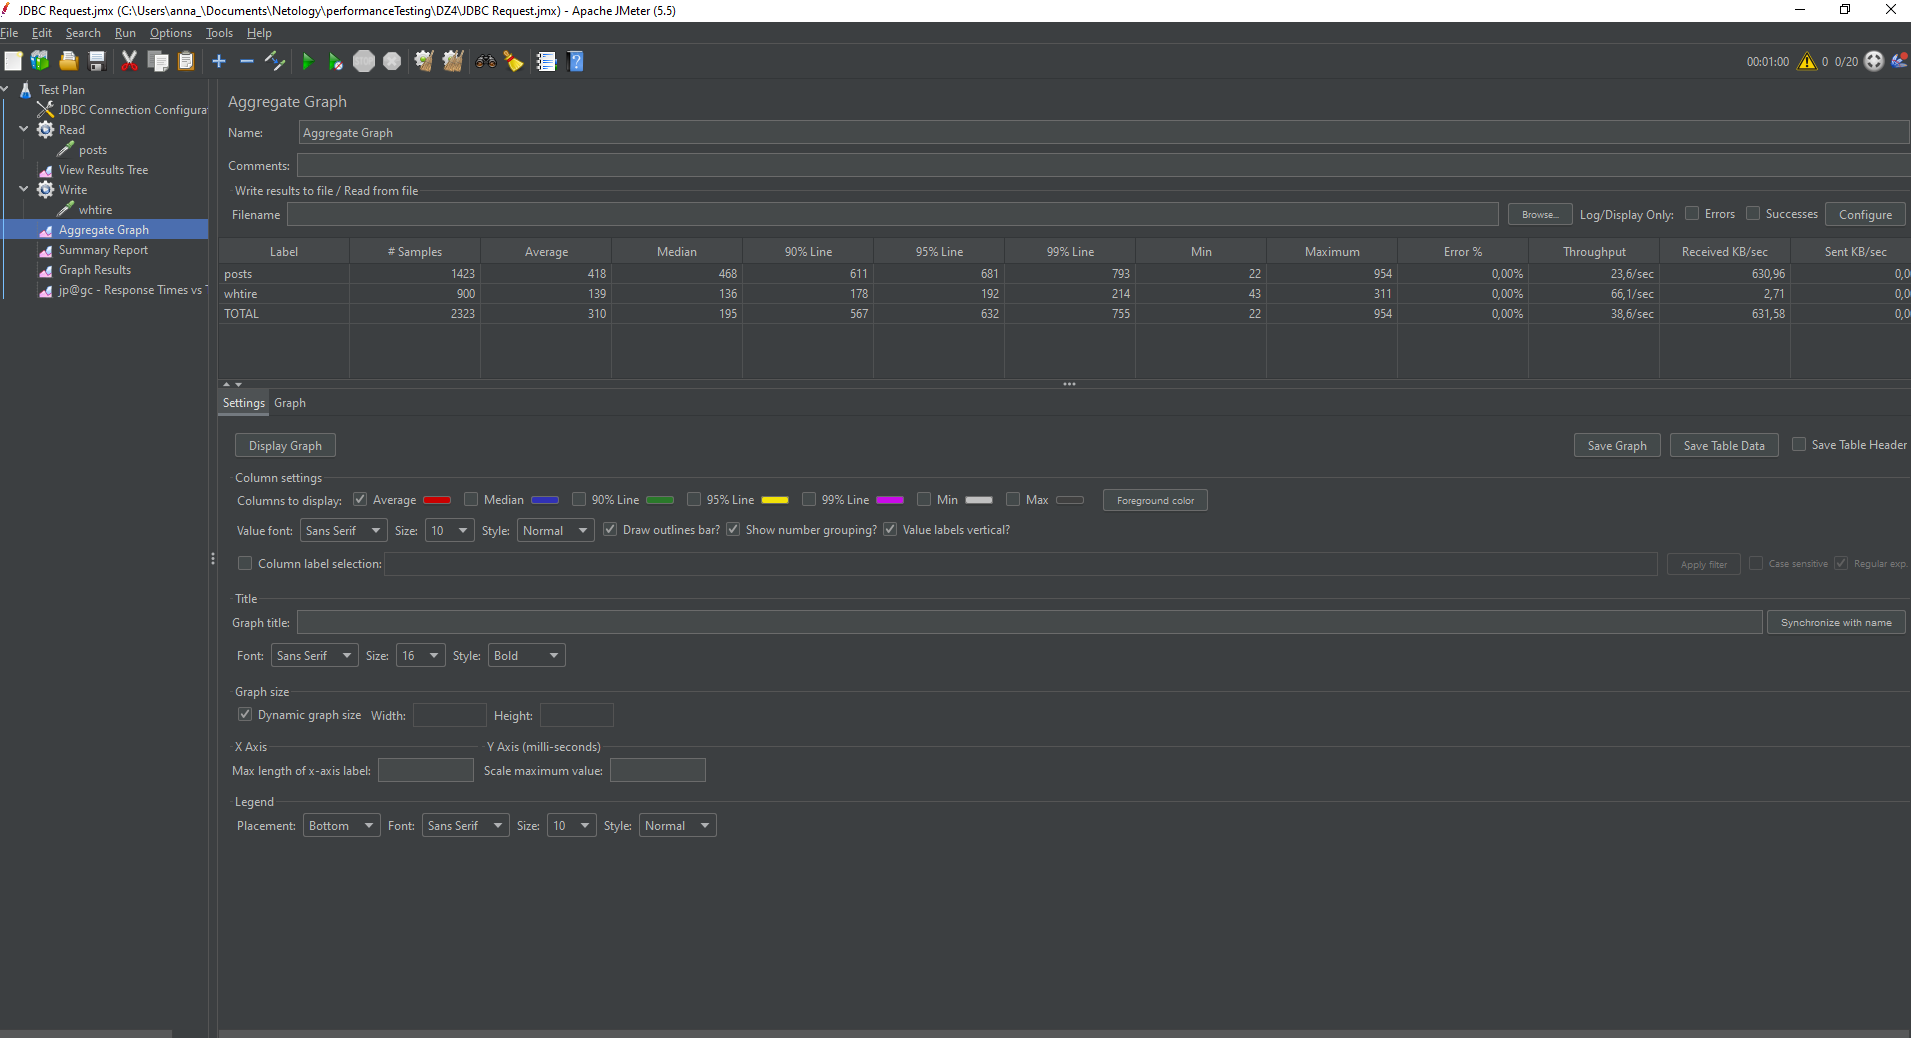 JDBC Request.jmx (C:\Users\anna_\Documents\Netology\performanceTesting\DZ4\JDBC Request.jmx) - Apache JMeter (5.5)
File Edit Search Run Options Tools Help
00:01:00 0 0/20
Test Plan
JDBC Connection Configurat
Read
posts
View Results Tree
Write
whtire
Aggregate Graph
Summary Report
Graph Results
jp@gc - Response Times vs T
Aggregate Graph
Name: Aggregate Graph
Comments:
Write results to file / Read from file
Filename Browse... Log/Display Only: Errors Successes Configure
Label # Samples Average Median 90% Line 95% Line 99% Line Min Maximum Error % Throughput Received KB/sec Sent KB/sec
posts 1423 418 468 611 681 793 22 954 0,00% 23,6/sec 630,96 0,0
whtire 900 139 136 178 192 214 43 311 0,00% 66,1/sec 2,71 0,0
TOTAL 2323 310 195 567 632 755 22 954 0,00% 38,6/sec 631,58 0,0
Settings Graph
Display Graph Save Graph Save Table Data Save Table Header
Column settings
Columns to display: Average Median 90% Line 95% Line 99% Line Min Max Foreground color
Value font: Sans Serif Size: 10 Style: Normal Draw outlines bar? Show number grouping? Value labels vertical?
Column label selection: Apply filter Case sensitive Regular exp.
Title
Graph title: Synchronize with name
Font: Sans Serif Size: 16 Style: Bold
Graph size
Dynamic graph size Width: Height:
X Axis Y Axis (milli-seconds)
Max length of x-axis label: Scale maximum value:
Legend
Placement: Bottom Font: Sans Serif Size: 10 Style: Normal